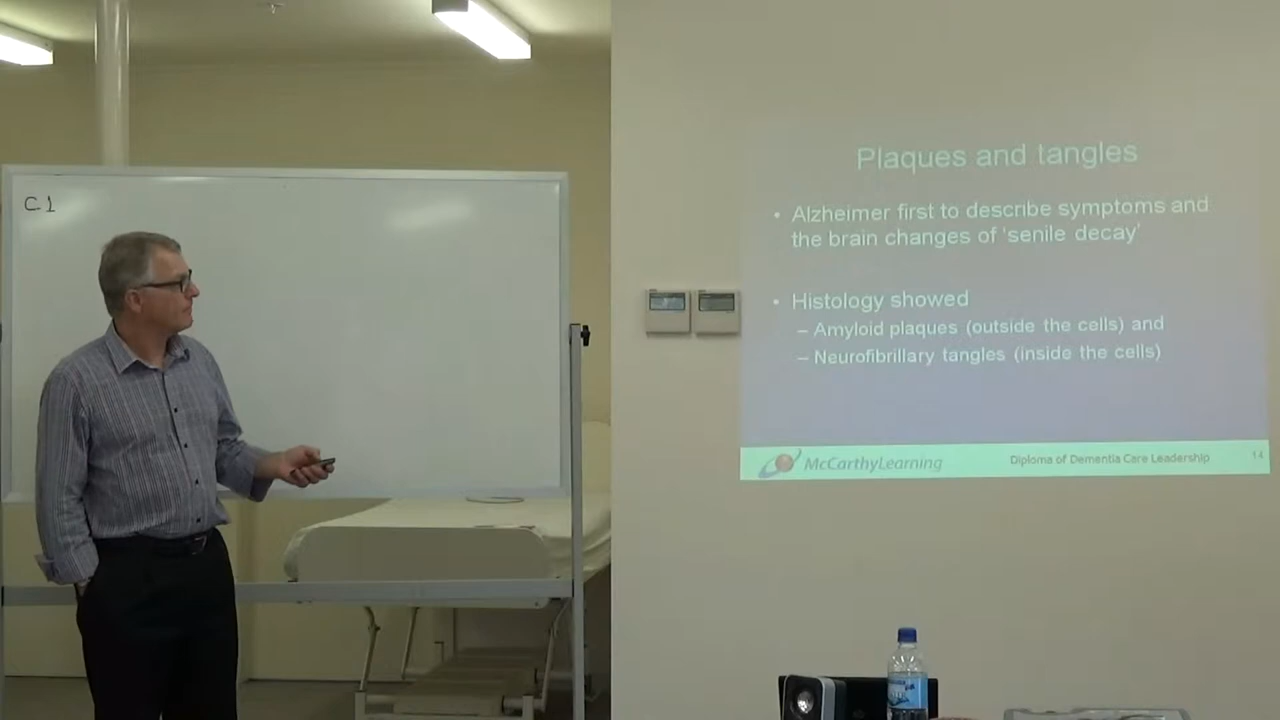 C1
Plaques and tangles
• Alzheimer first to describe symptoms and
the brain changes of 'senile decay'
• Histology showed
– Amyloid plaques (outside the cells) and
– Neurofibrillary tangles (inside the cells)
McCarthyLearning
Diploma of Dementia Care Leadership
14